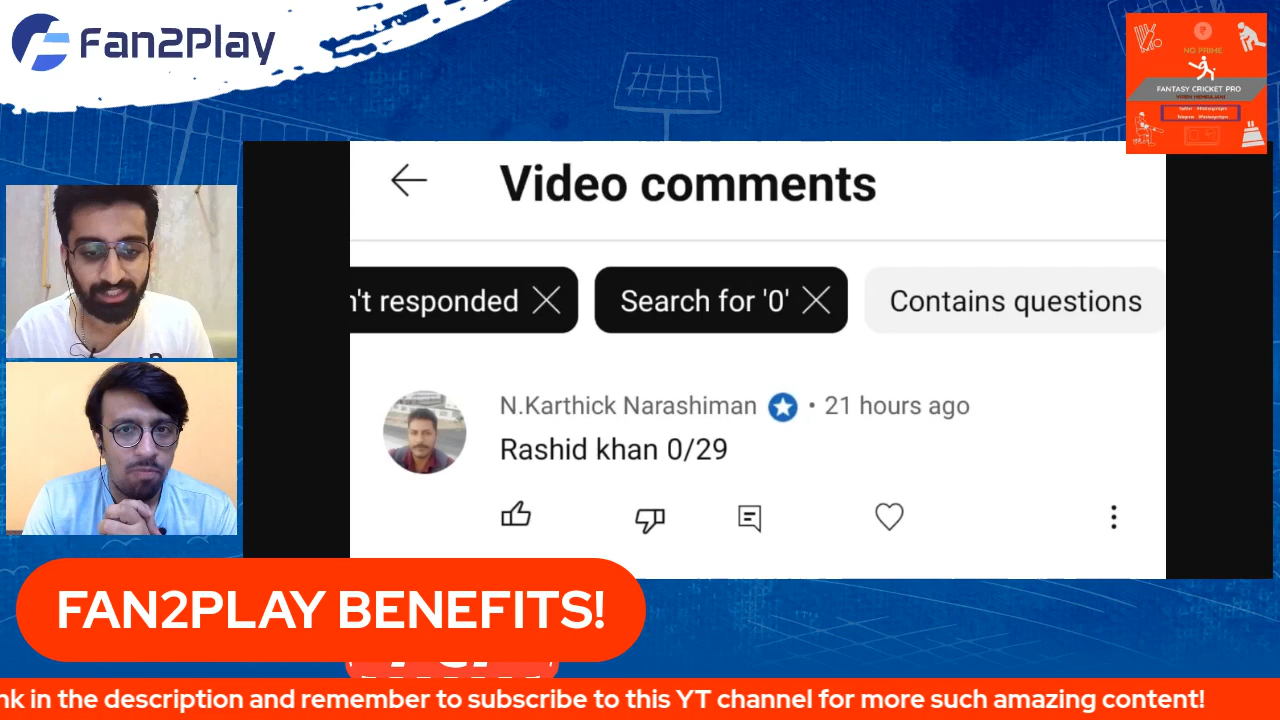 Fan2Play
NO PRIME
FANTASY CRICKET PRO
Video comments
n't responded
Search for '0'
Contains questions
N.Karthick Narashiman • 21 hours ago
Rashid khan 0/29
FAN2PLAY BENEFITS!
nk in the description and remember to subscribe to this YT channel for more such amazing content!